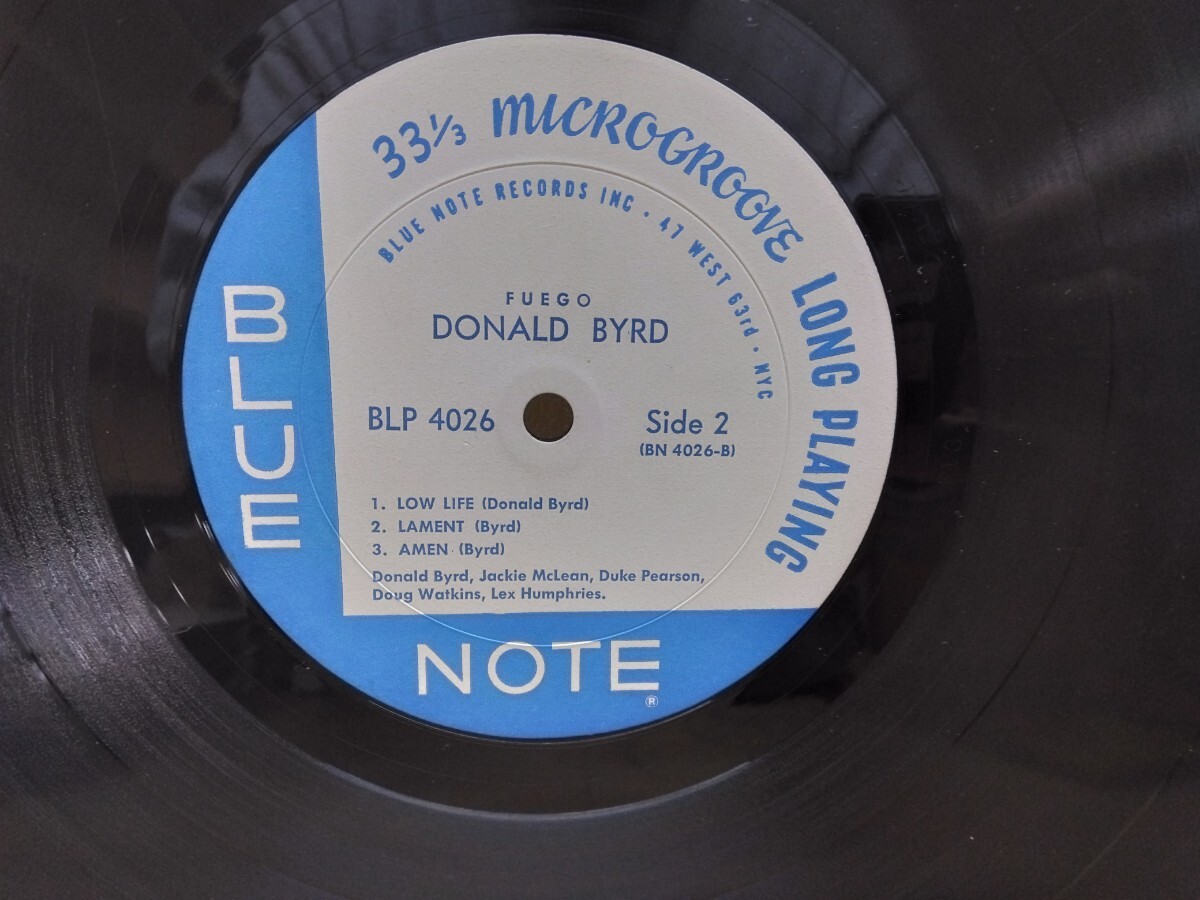 33 1/3 MICROGROOVE LONG PLAYING
BLUE NOTE RECORDS INC · 47 WEST 63rd · NYC
FUEGO
DONALD BYRD
BLP 4026
Side 2
(BN 4026-B)
1. LOW LIFE (Donald Byrd)
2. LAMENT (Byrd)
3. AMEN (Byrd)
Donald Byrd, Jackie McLean, Duke Pearson,
Doug Watkins, Lex Humphries.
BLUE
NOTE
®